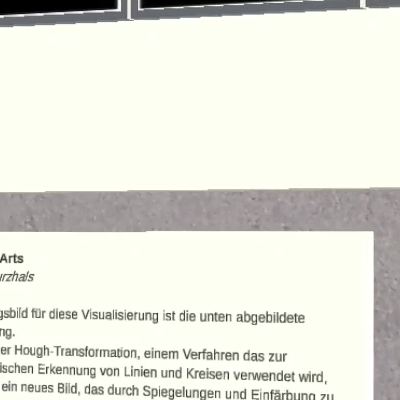 Arts
urzhals
gsbild für diese Visualisierung ist die unten abgebildete
ng.
er Hough-Transformation, einem Verfahren das zur
ischen Erkennung von Linien und Kreisen verwendet wird,
ein neues Bild, das durch Spiegelungen und Einfärbung zu